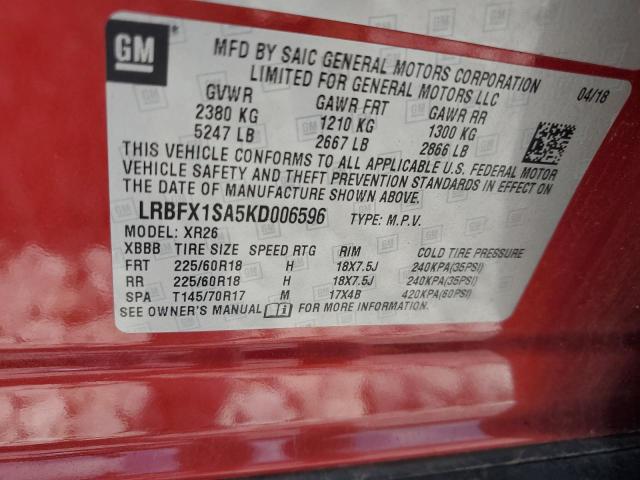 GM
MFD BY SAIC GENERAL MOTORS CORPORATION
LIMITED FOR GENERAL MOTORS LLC
04/18
GVWR GAWR FRT GAWR RR
2380 KG 1210 KG 1300 KG
5247 LB 2667 LB 2866 LB
THIS VEHICLE CONFORMS TO ALL APPLICABLE U.S. FEDERAL MOTOR
VEHICLE SAFETY AND THEFT PREVENTION STANDARDS IN EFFECT ON
THE DATE OF MANUFACTURE SHOWN ABOVE.
LRBFX1SA5KD006596 TYPE: M.P.V.
MODEL: XR26
XBBB TIRE SIZE SPEED RTG RIM COLD TIRE PRESSURE
FRT 225/60R18 H 18X7.5J 240KPA(35PSI)
RR 225/60R18 H 18X7.5J 240KPA(35PSI)
SPA T145/70R17 M 17X4B 420KPA(60PSI)
SEE OWNER'S MANUAL FOR MORE INFORMATION